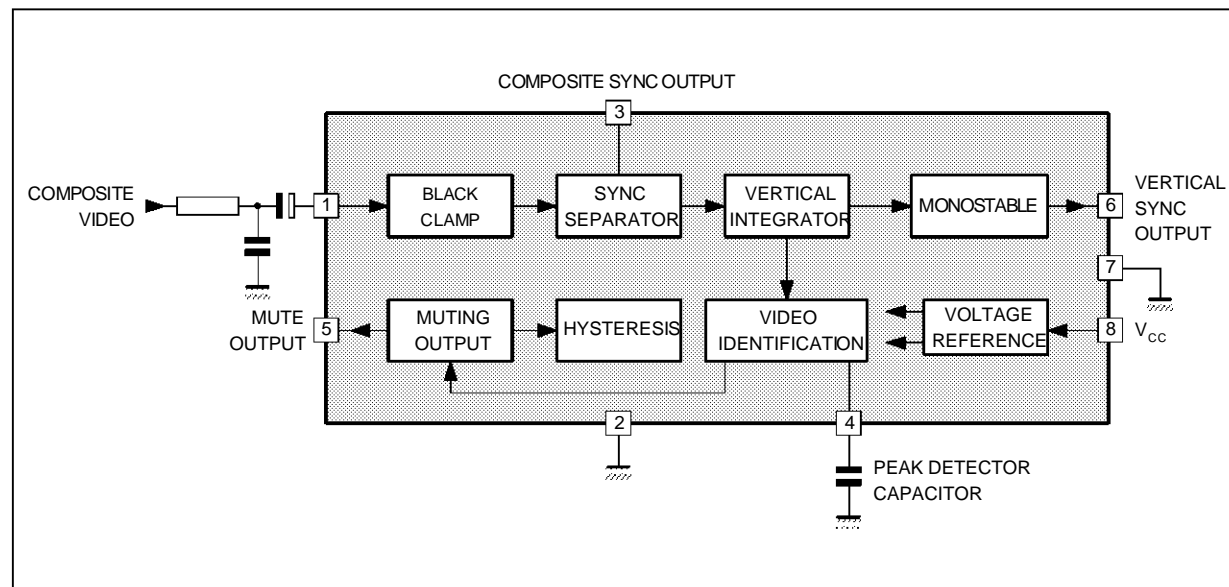 COMPOSITE SYNC OUTPUT
3
COMPOSITE
VIDEO
1
BLACK
CLAMP
SYNC
SEPARATOR
VERTICAL
INTEGRATOR
MONOSTABLE
6
VERTICAL
SYNC
OUTPUT
7
MUTE
OUTPUT
5
MUTING
OUTPUT
HYSTERESIS
VIDEO
IDENTIFICATION
VOLTAGE
REFERENCE
8
VCC
2
4
PEAK DETECTOR
CAPACITOR